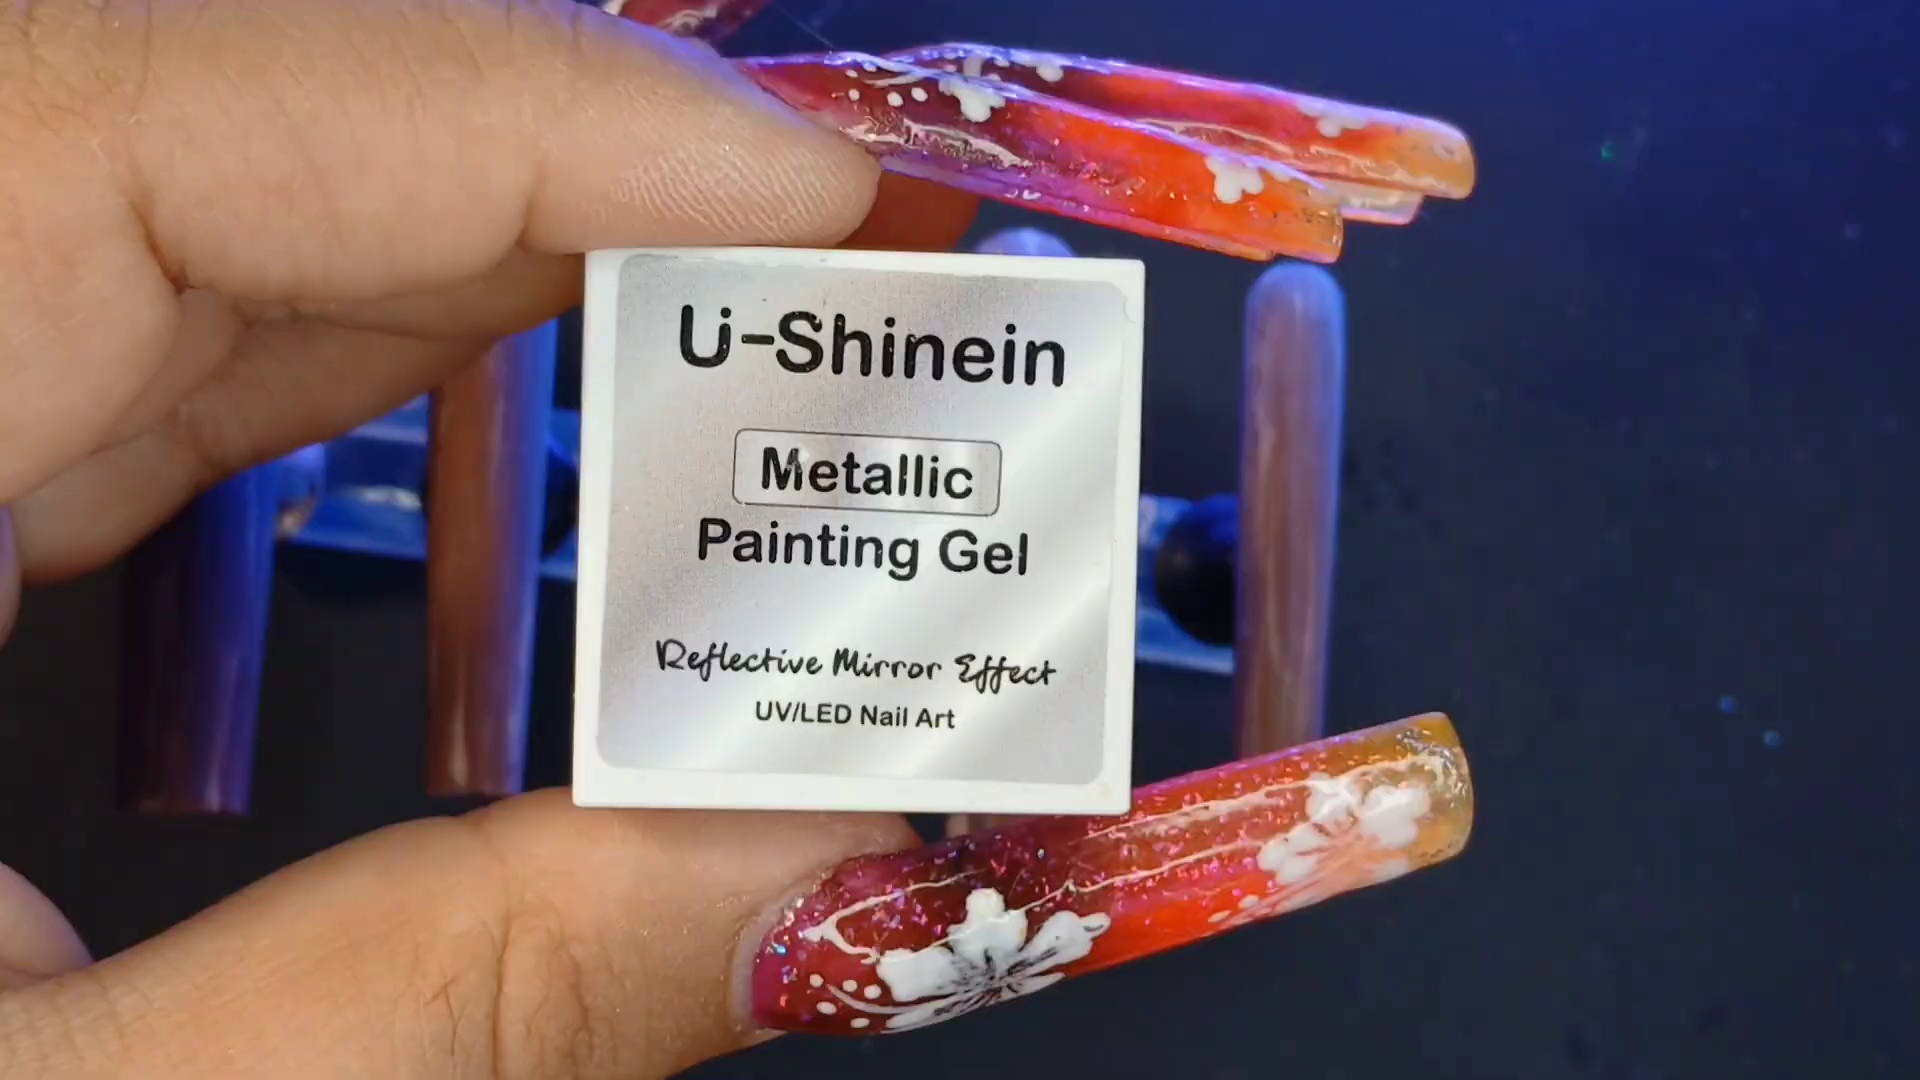 U-Shinein
Metallic
Painting Gel
Reflective Mirror Effect
UV/LED Nail Art